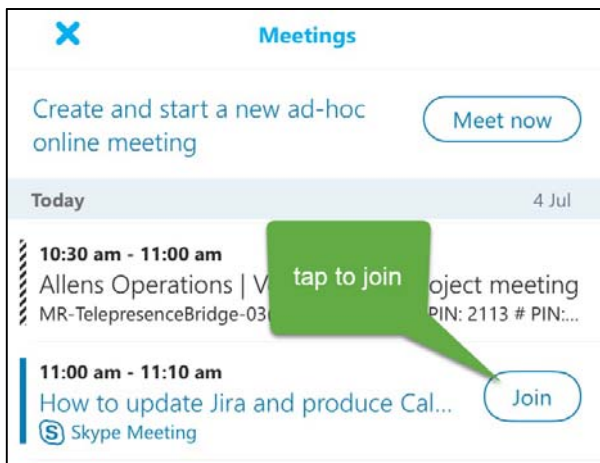 Meetings
Create and start a new ad-hoc
online meeting
Meet now
Today
4 Jul
10:30 am - 11:00 am
Allens Operations | V
oject meeting
MR-TelepresenceBridge-03
PIN: 2113 # PIN:...
tap to join
11:00 am - 11:10 am
How to update Jira and produce Cal...
Join
Skype Meeting